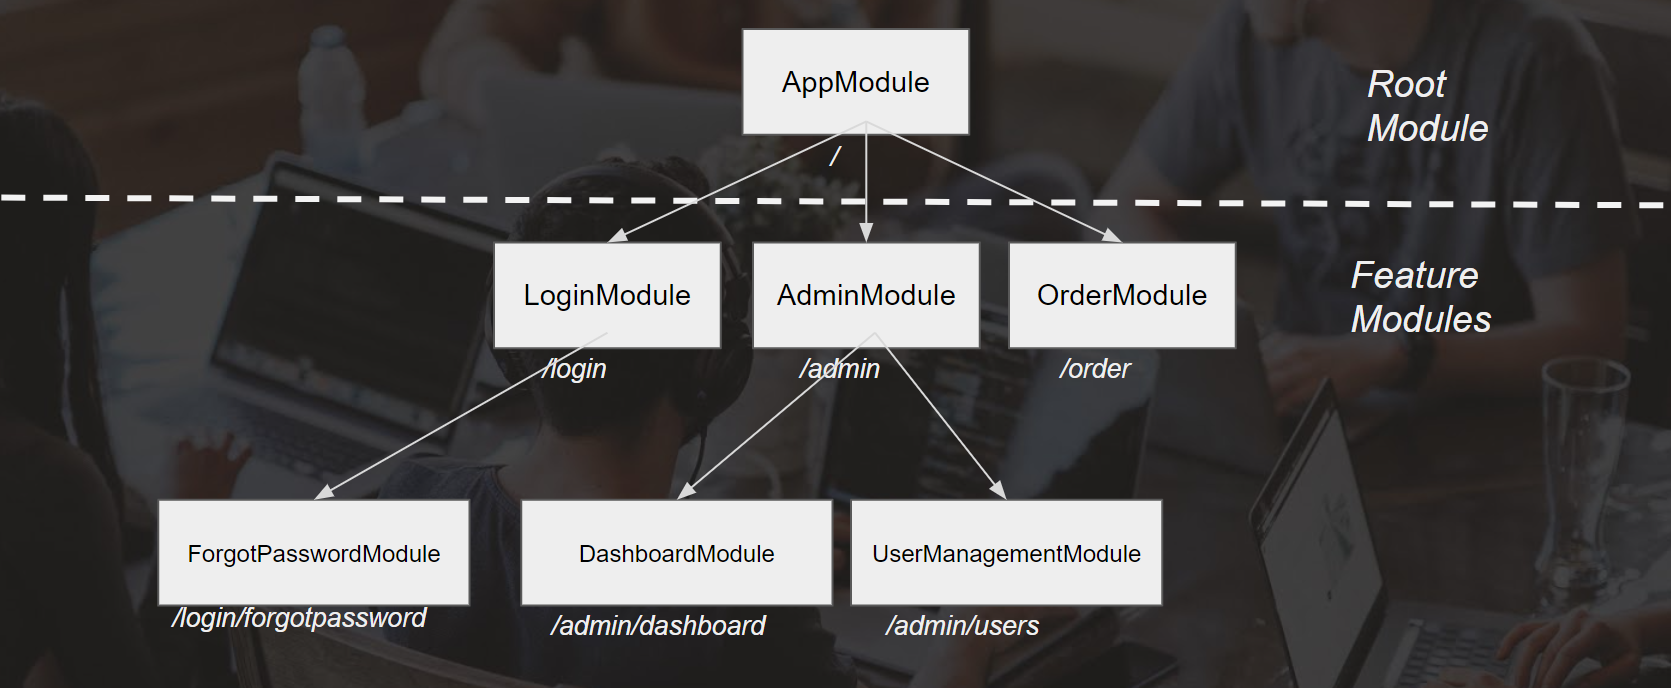 AppModule
Root
Module
/
LoginModule
AdminModule
OrderModule
Feature
Modules
/login
/admin
/order
ForgotPasswordModule
DashboardModule
UserManagementModule
/login/forgotpassword
/admin/dashboard
/admin/users